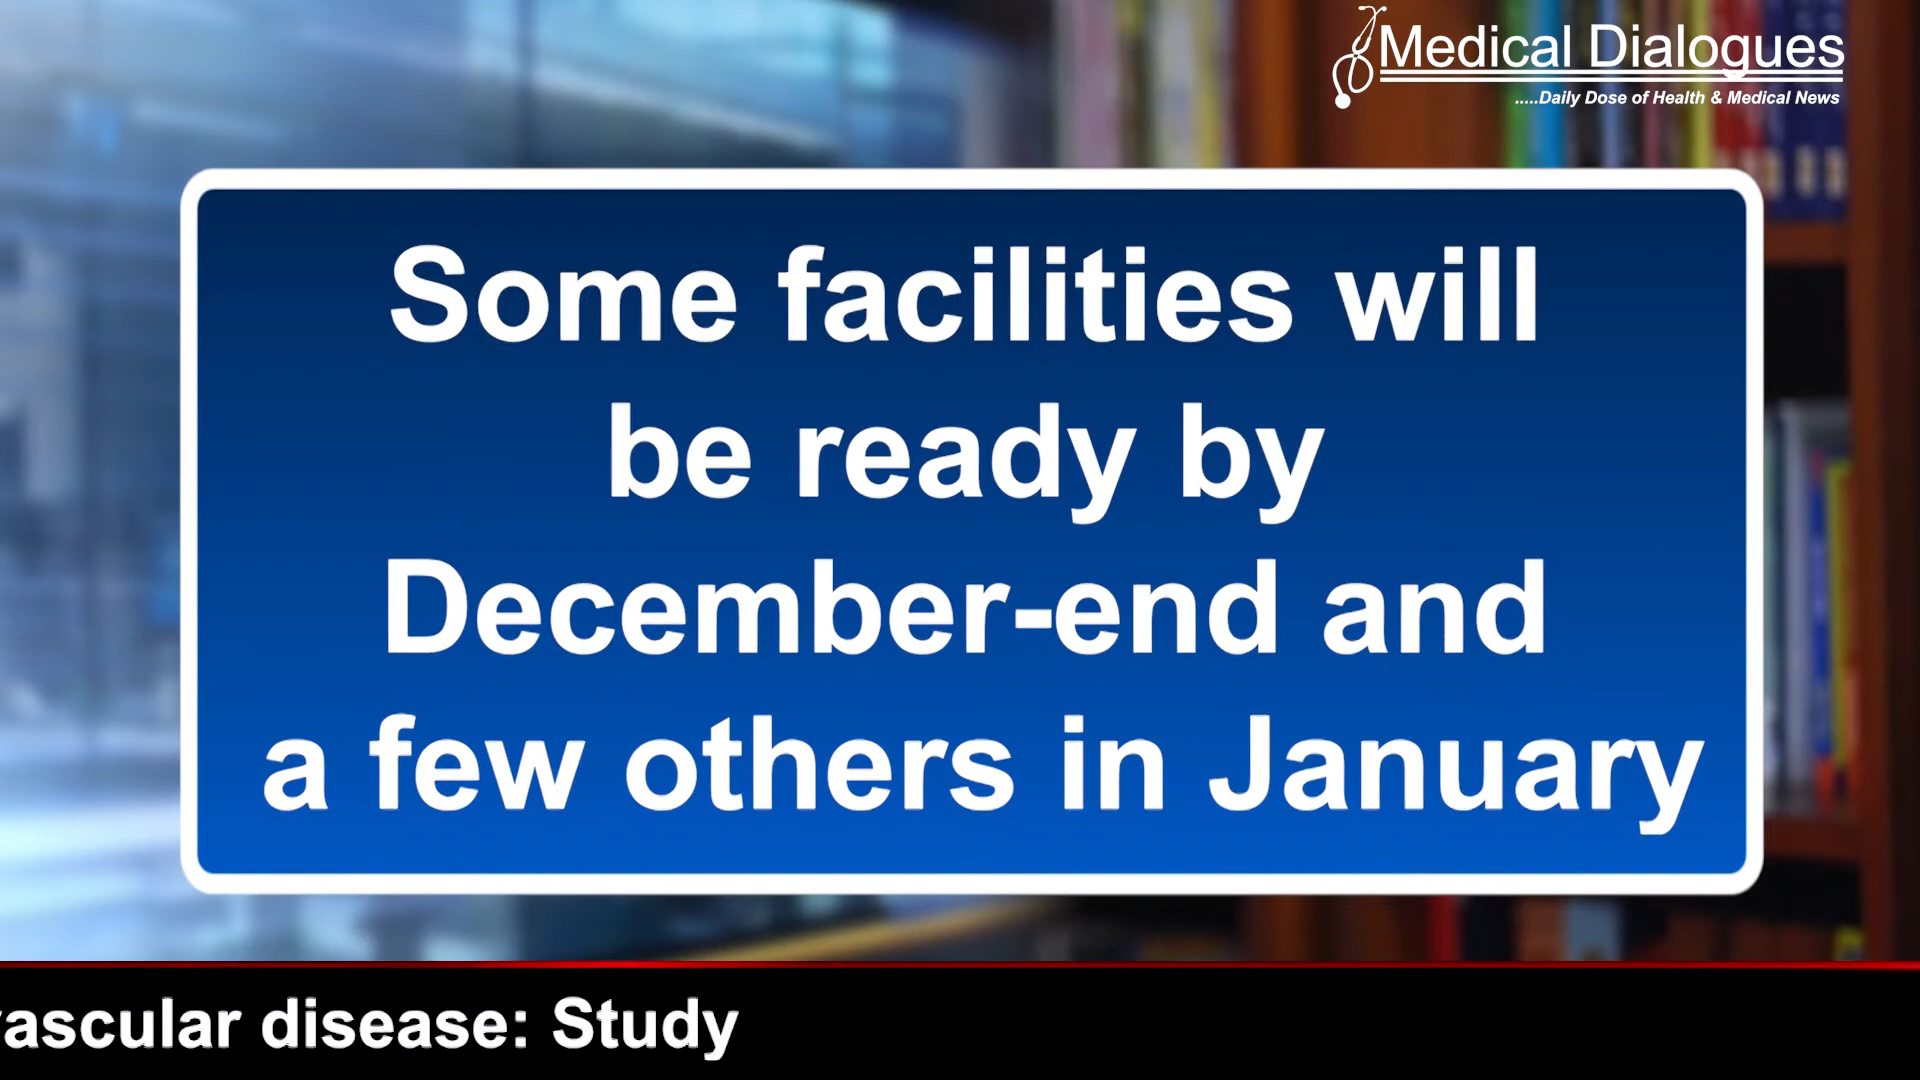 Medical Dialogues
.....Daily Dose of Health & Medical News
Some facilities will
be ready by
December-end and
a few others in January
disease: Study